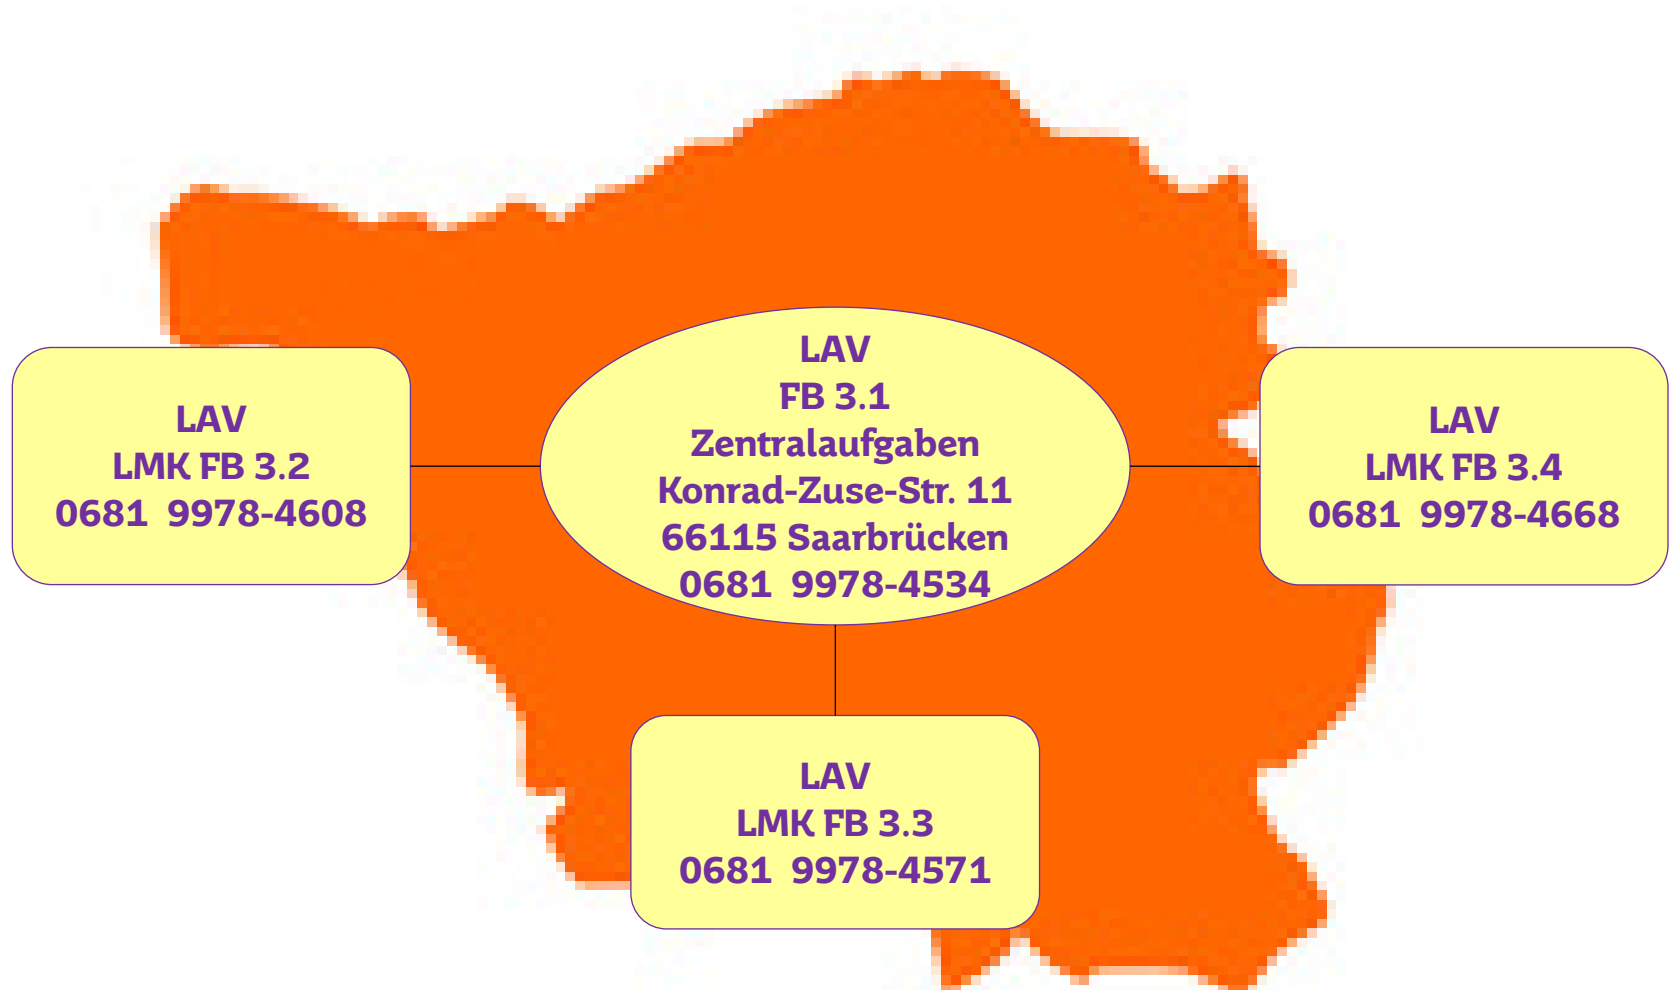 LAV
FB 3.1
Zentralaufgaben
Konrad-Zuse-Str. 11
66115 Saarbrücken
0681 9978-4534
LAV
LMK FB 3.2
0681 9978-4608
LAV
LMK FB 3.4
0681 9978-4668
LAV
LMK FB 3.3
0681 9978-4571